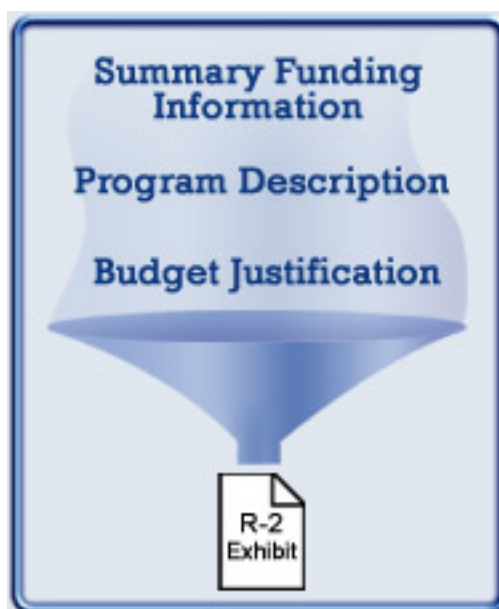 Summary Funding
Information
Program Description
Budget Justification
R-2
Exhibit